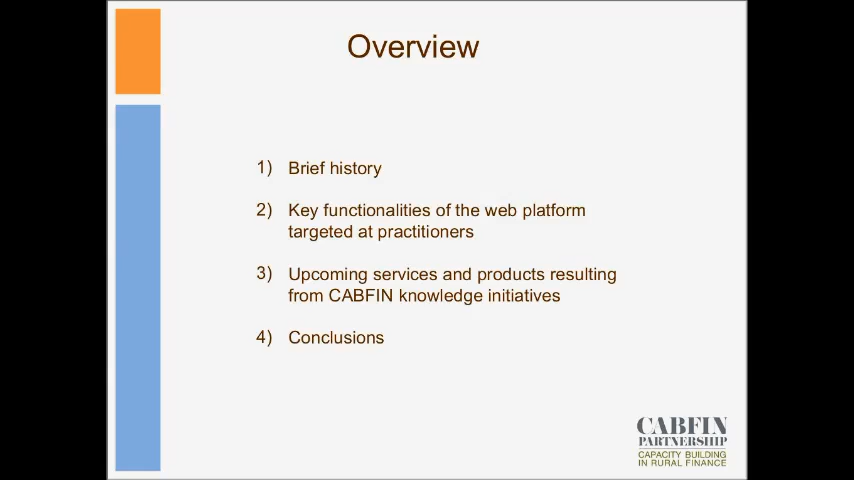 Overview
1) Brief history
2) Key functionalities of the web platform
targeted at practitioners
3) Upcoming services and products resulting
from CABFIN knowledge initiatives
4) Conclusions
CABFIN
PARTNERSHIP
CAPACITY BUILDING
IN RURAL FINANCE